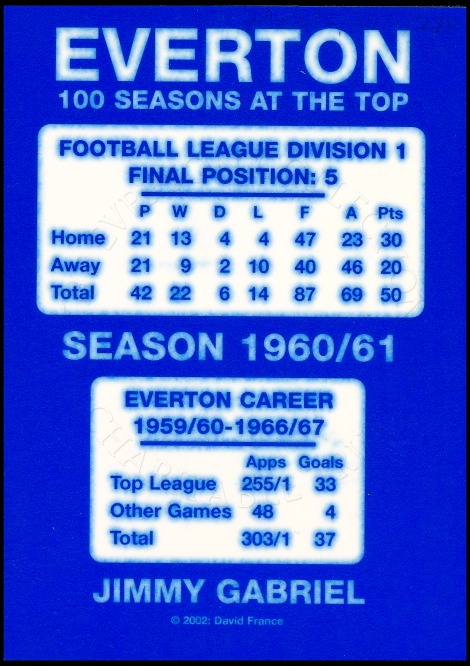 EVERTON
100 SEASONS AT THE TOP
FOOTBALL LEAGUE DIVISION 1
FINAL POSITION: 5
P W D L F A Pts
Home 21 13 4 4 47 23 30
Away 21 9 2 10 40 46 20
Total 42 22 6 14 87 69 50
SEASON 1960/61
EVERTON CAREER
1959/60-1966/67
Apps Goals
Top League 255/1 33
Other Games 48 4
Total 303/1 37
JIMMY GABRIEL
© 2002: David France